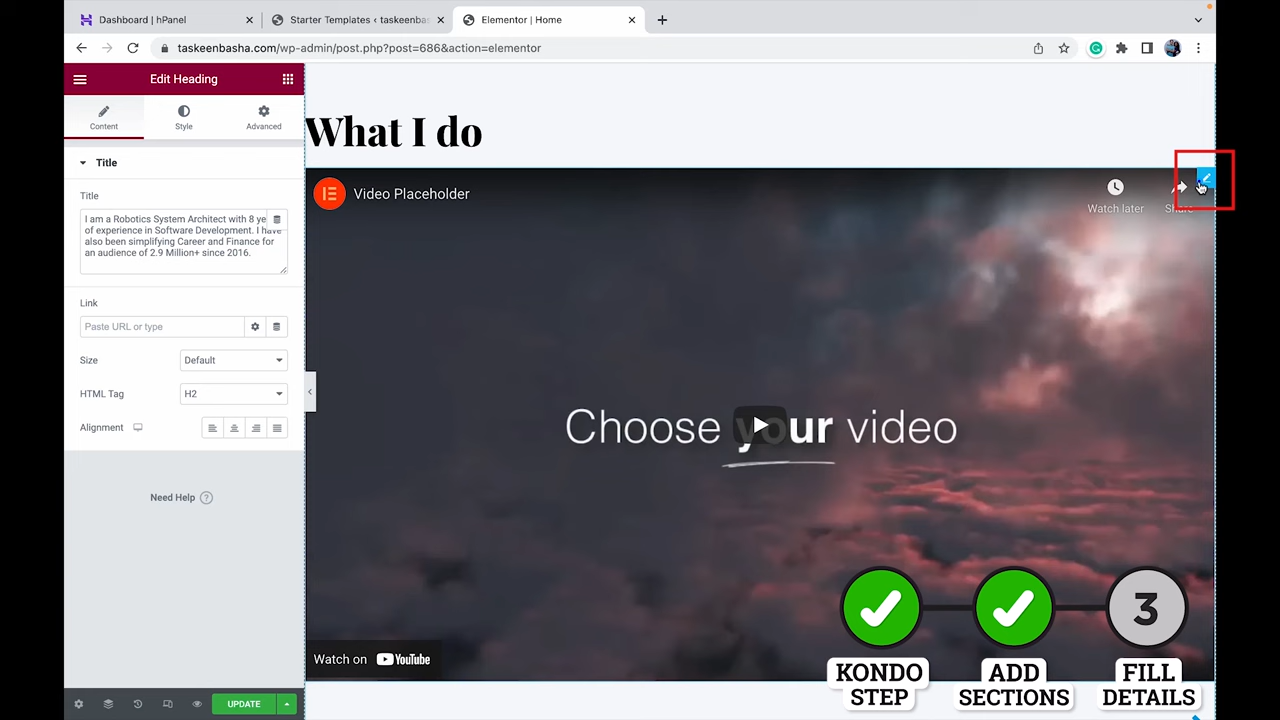 Dashboard | hPanel
Starter Templates ‹ taskeenbas
Elementor | Home
taskeenbasha.com/wp-admin/post.php?post=686&action=elementor
Edit Heading
Content
Style
Advanced
Title
Title
I am a Robotics System Architect with 8 ye
of experience in Software Development. I have
also been simplifying Career and Finance for
an audience of 2.9 Million+ since 2016.
Link
Paste URL or type
Size
Default
HTML Tag
H2
Alignment
Need Help ?
UPDATE
What I do
Video Placeholder
Watch later
Share
Choose your video
Watch on YouTube
3
KONDO
STEP
ADD
SECTIONS
FILL
DETAILS